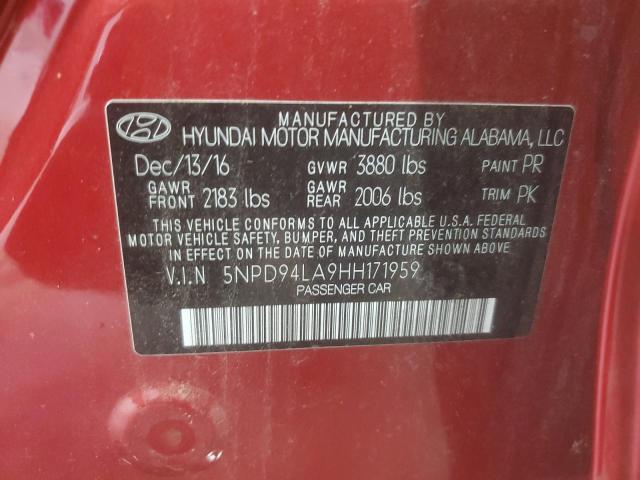 MANUFACTURED BY
HYUNDAI MOTOR MANUFACTURING ALABAMA, LLC
Dec/13/16 GVWR 3880 lbs PAINT PR
GAWR FRONT 2183 lbs GAWR REAR 2006 lbs TRIM PK
THIS VEHICLE CONFORMS TO ALL APPLICABLE U.S.A. FEDERAL
MOTOR VEHICLE SAFETY, BUMPER, AND THEFT PREVENTION STANDARDS
IN EFFECT ON THE DATE OF MANUFACTURE SHOWN ABOVE.
V.I.N 5NPD94LA9HH171959
PASSENGER CAR